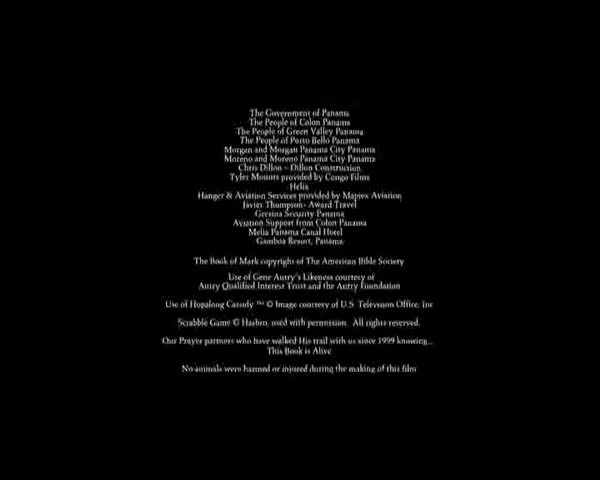 The Government of Panama
The People of Colon Panama
The People of Green Valley Panama
The People of Porto Bello Panama
Morgan and Morgan Panama City Panama
Moreno and Moreno Panama City Panama
Chris Dillon ~ Dillon Construction
Tyler Mounts provided by Congo Films
Helix
Hanger & Aviation Services provided by Mapiex Aviation
Javier Thompson- Award Travel
Gresina Security Panama
Aviation Support from Colon Panama
Melia Panama Canal Hotel
Gamboa Resort, Panama
The Book of Mark copyright of The American Bible Society
Use of Gene Autry's Likeness courtesy of
Autry Qualified Interest Trust and the Autry Foundation
Use of Hopalong Cassidy ™ © Image courtesy of U.S. Television Office, Inc
Scrabble Game © Hasbro, used with permission. All rights reserved.
Our Prayer partners who have walked His trail with us since 1999 knowing...
This Book is Alive
No animals were harmed or injured during the making of this film